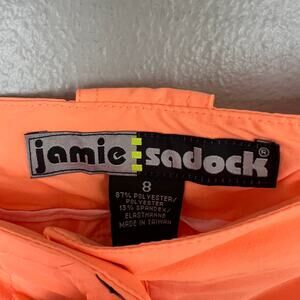 jamie sadock®
8
87% POLYESTER/
POLYESTER
13% SPANDEX/
ELASTHANNE
MADE IN TAIWAN